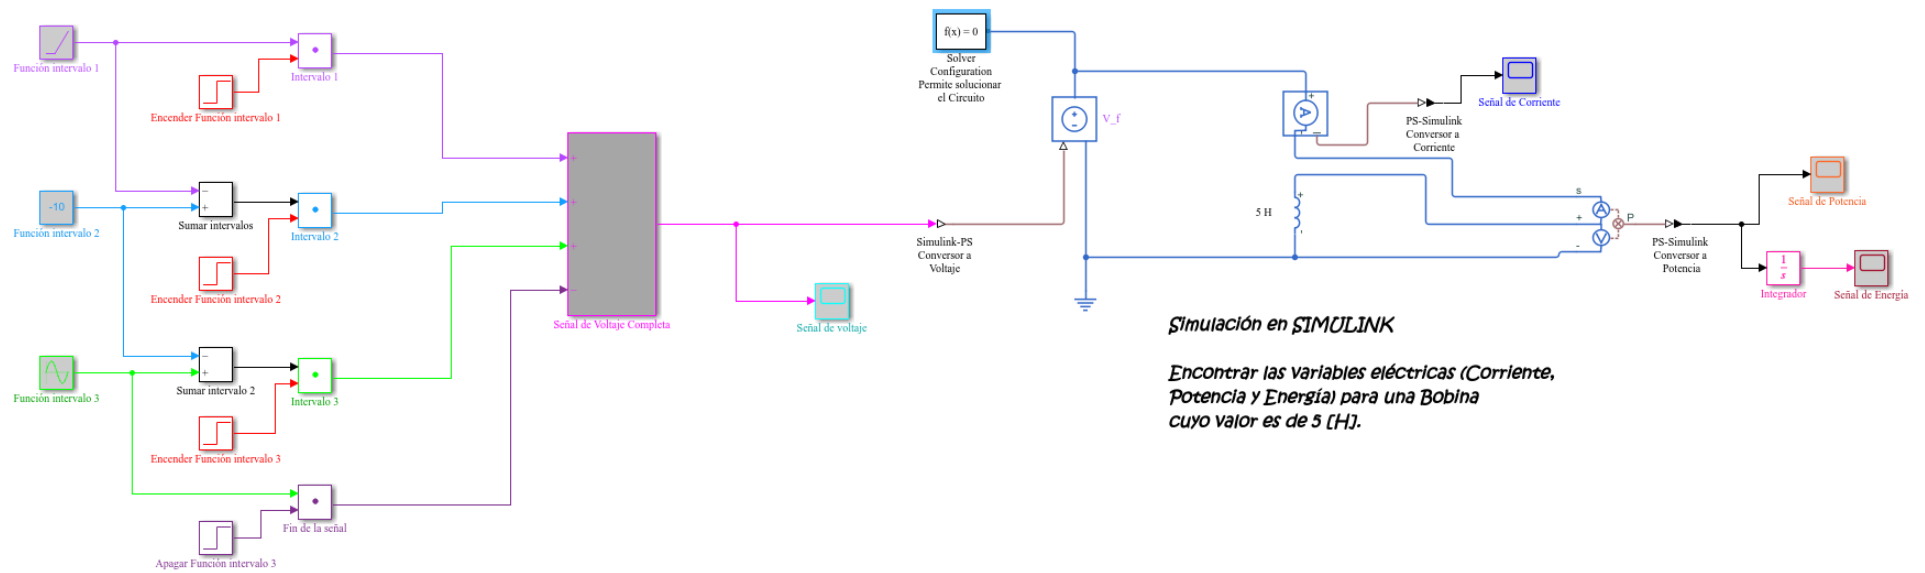 Función intervalo 1
Encender Función intervalo 1
Intervalo 1
-10
Función intervalo 2
Sumar intervalos
Intervalo 2
Encender Función intervalo 2
Función intervalo 3
Sumar intervalo 2
Intervalo 3
Encender Función intervalo 3
Fin de la señal
Apagar Función intervalo 3
Señal de Voltaje Completa
Señal de voltaje
Simulink-PS
Conversor a
Voltaje
f(x) = 0
Solver
Configuration
Permite solucionar
el Circuito
V_f
A
PS-Simulink
Conversor a
Corriente
Señal de Corriente
5 H
S
A
V
P
PS-Simulink
Conversor a
Potencia
Señal de Potencia
1
s
Integrador
Señal de Energía
Simulación en SIMULINK
Encontrar las variables eléctricas (Corriente,
Potencia y Energía) para una Bobina
cuyo valor es de 5 [H].